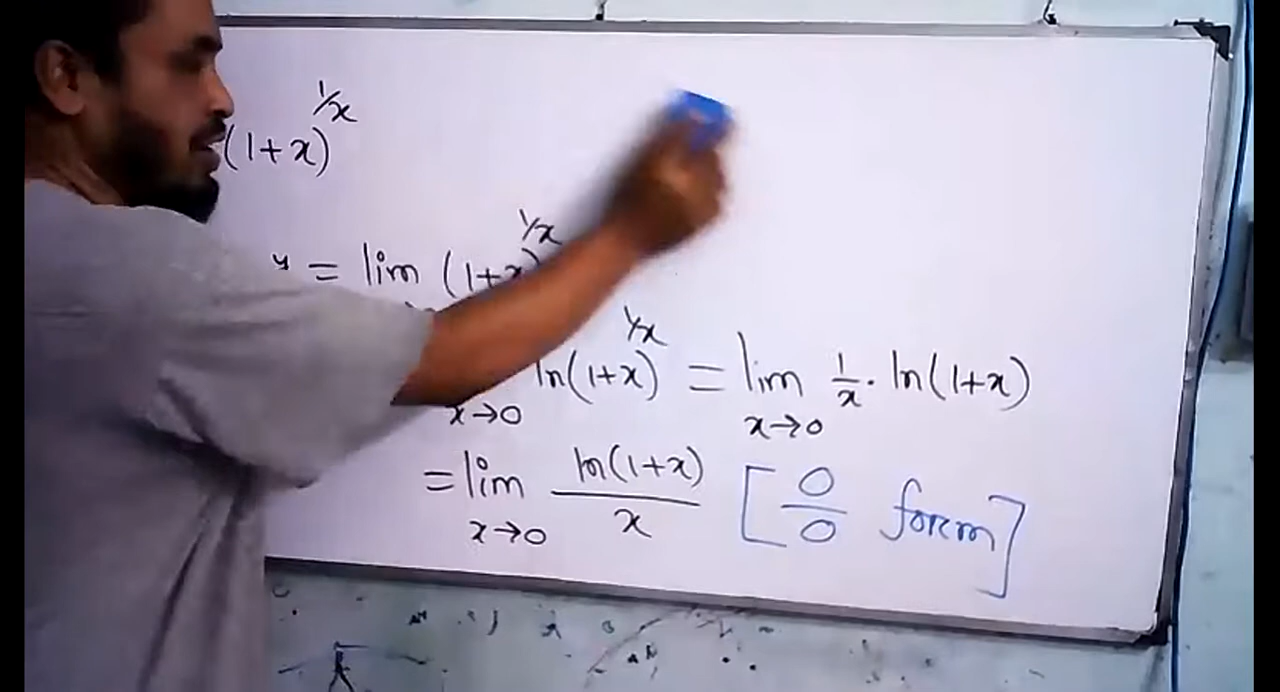 (1+x)^{1/x}
y = lim (1+x)^{1/x}
x→0 ln(1+x)^{1/x} = lim x→0 1/x · ln(1+x)
= lim x→0 ln(1+x)/x [0/0 form]